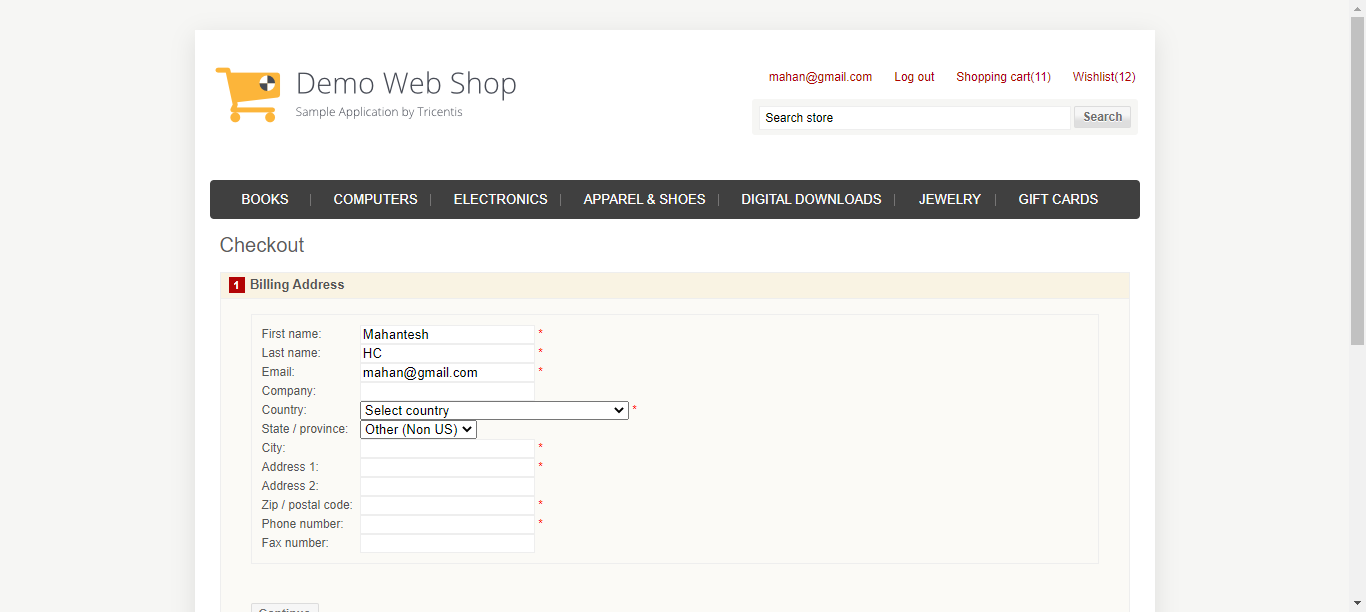 Demo Web Shop
Sample Application by Tricentis
mahan@gmail.com Log out Shopping cart(11) Wishlist(12)
Search store Search
BOOKS COMPUTERS ELECTRONICS APPAREL & SHOES DIGITAL DOWNLOADS JEWELRY GIFT CARDS
Checkout
1 Billing Address
First name: Mahantesh *
Last name: HC *
Email: mahan@gmail.com *
Company:
Country: Select country *
State / province: Other (Non US)
City: *
Address 1: *
Address 2:
Zip / postal code: *
Phone number: *
Fax number:
Continue